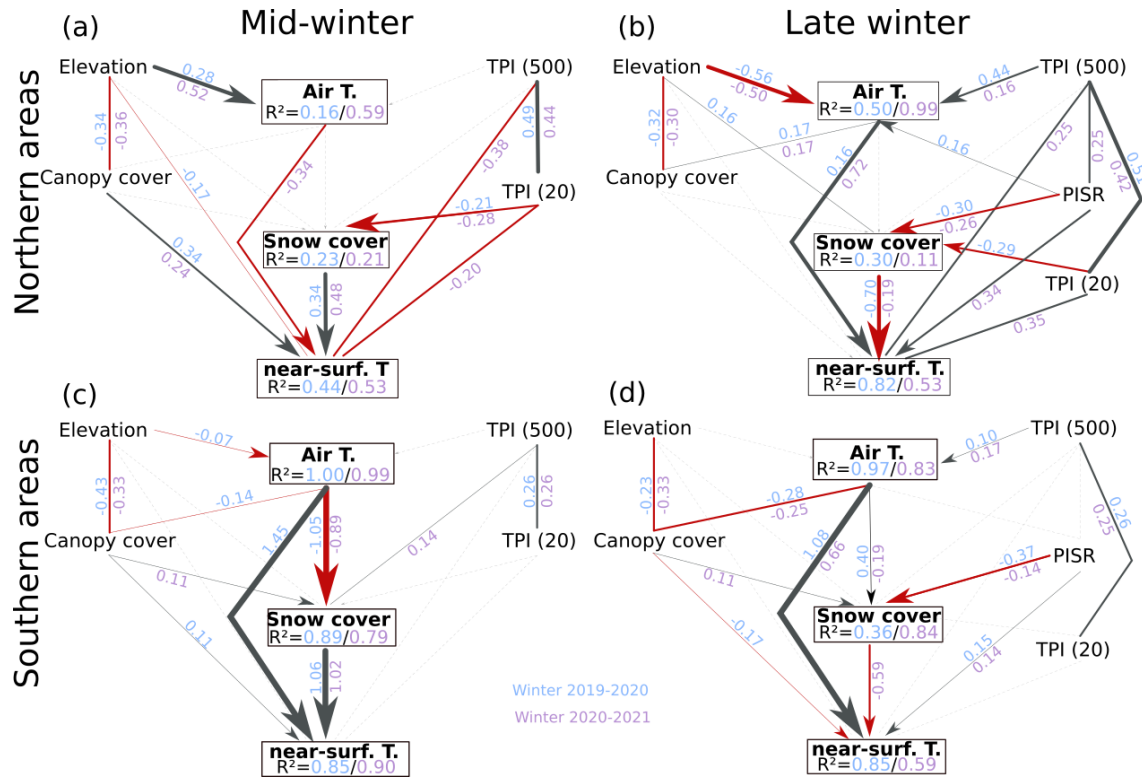 Mid-winter
Late winter
Northern areas
Southern areas
(a)
Elevation
TPI (500)
0.28
0.52
Air T.
R²=0.16/0.59
-0.34
-0.36
0.49
0.44
-0.38
-0.34
-0.17
Canopy cover
TPI (20)
-0.21
-0.28
Snow cover
R²=0.23/0.21
0.34
0.24
-0.20
0.34
0.48
near-surf. T
R²=0.44/0.53
(b)
Elevation
TPI (500)
-0.56
-0.50
0.44
0.16
Air T.
R²=0.50/0.99
-0.32
-0.30
0.16
0.17
0.17
0.16
0.25
0.25
0.51
0.42
0.16
0.72
Canopy cover
PISR
-0.30
-0.26
Snow cover
R²=0.30/0.11
-0.29
TPI (20)
0.34
0.35
-0.70
-0.19
near-surf. T.
R²=0.82/0.53
(c)
Elevation
TPI (500)
-0.07
Air T.
R²=1.00/0.99
-0.43
-0.33
-0.14
0.26
0.26
1.45
-1.05
-0.89
0.14
Canopy cover
TPI (20)
0.11
0.11
Snow cover
R²=0.89/0.79
1.06
1.02
near-surf. T.
R²=0.85/0.90
(d)
Elevation
TPI (500)
0.10
0.17
Air T.
R²=0.97/0.83
-0.23
-0.33
-0.28
-0.25
0.26
0.25
1.08
0.66
0.40
-0.19
Canopy cover
PISR
-0.37
-0.14
0.11
Snow cover
R²=0.36/0.84
TPI (20)
-0.17
0.15
0.14
-0.59
near-surf. T.
R²=0.85/0.59
Winter 2019-2020
Winter 2020-2021